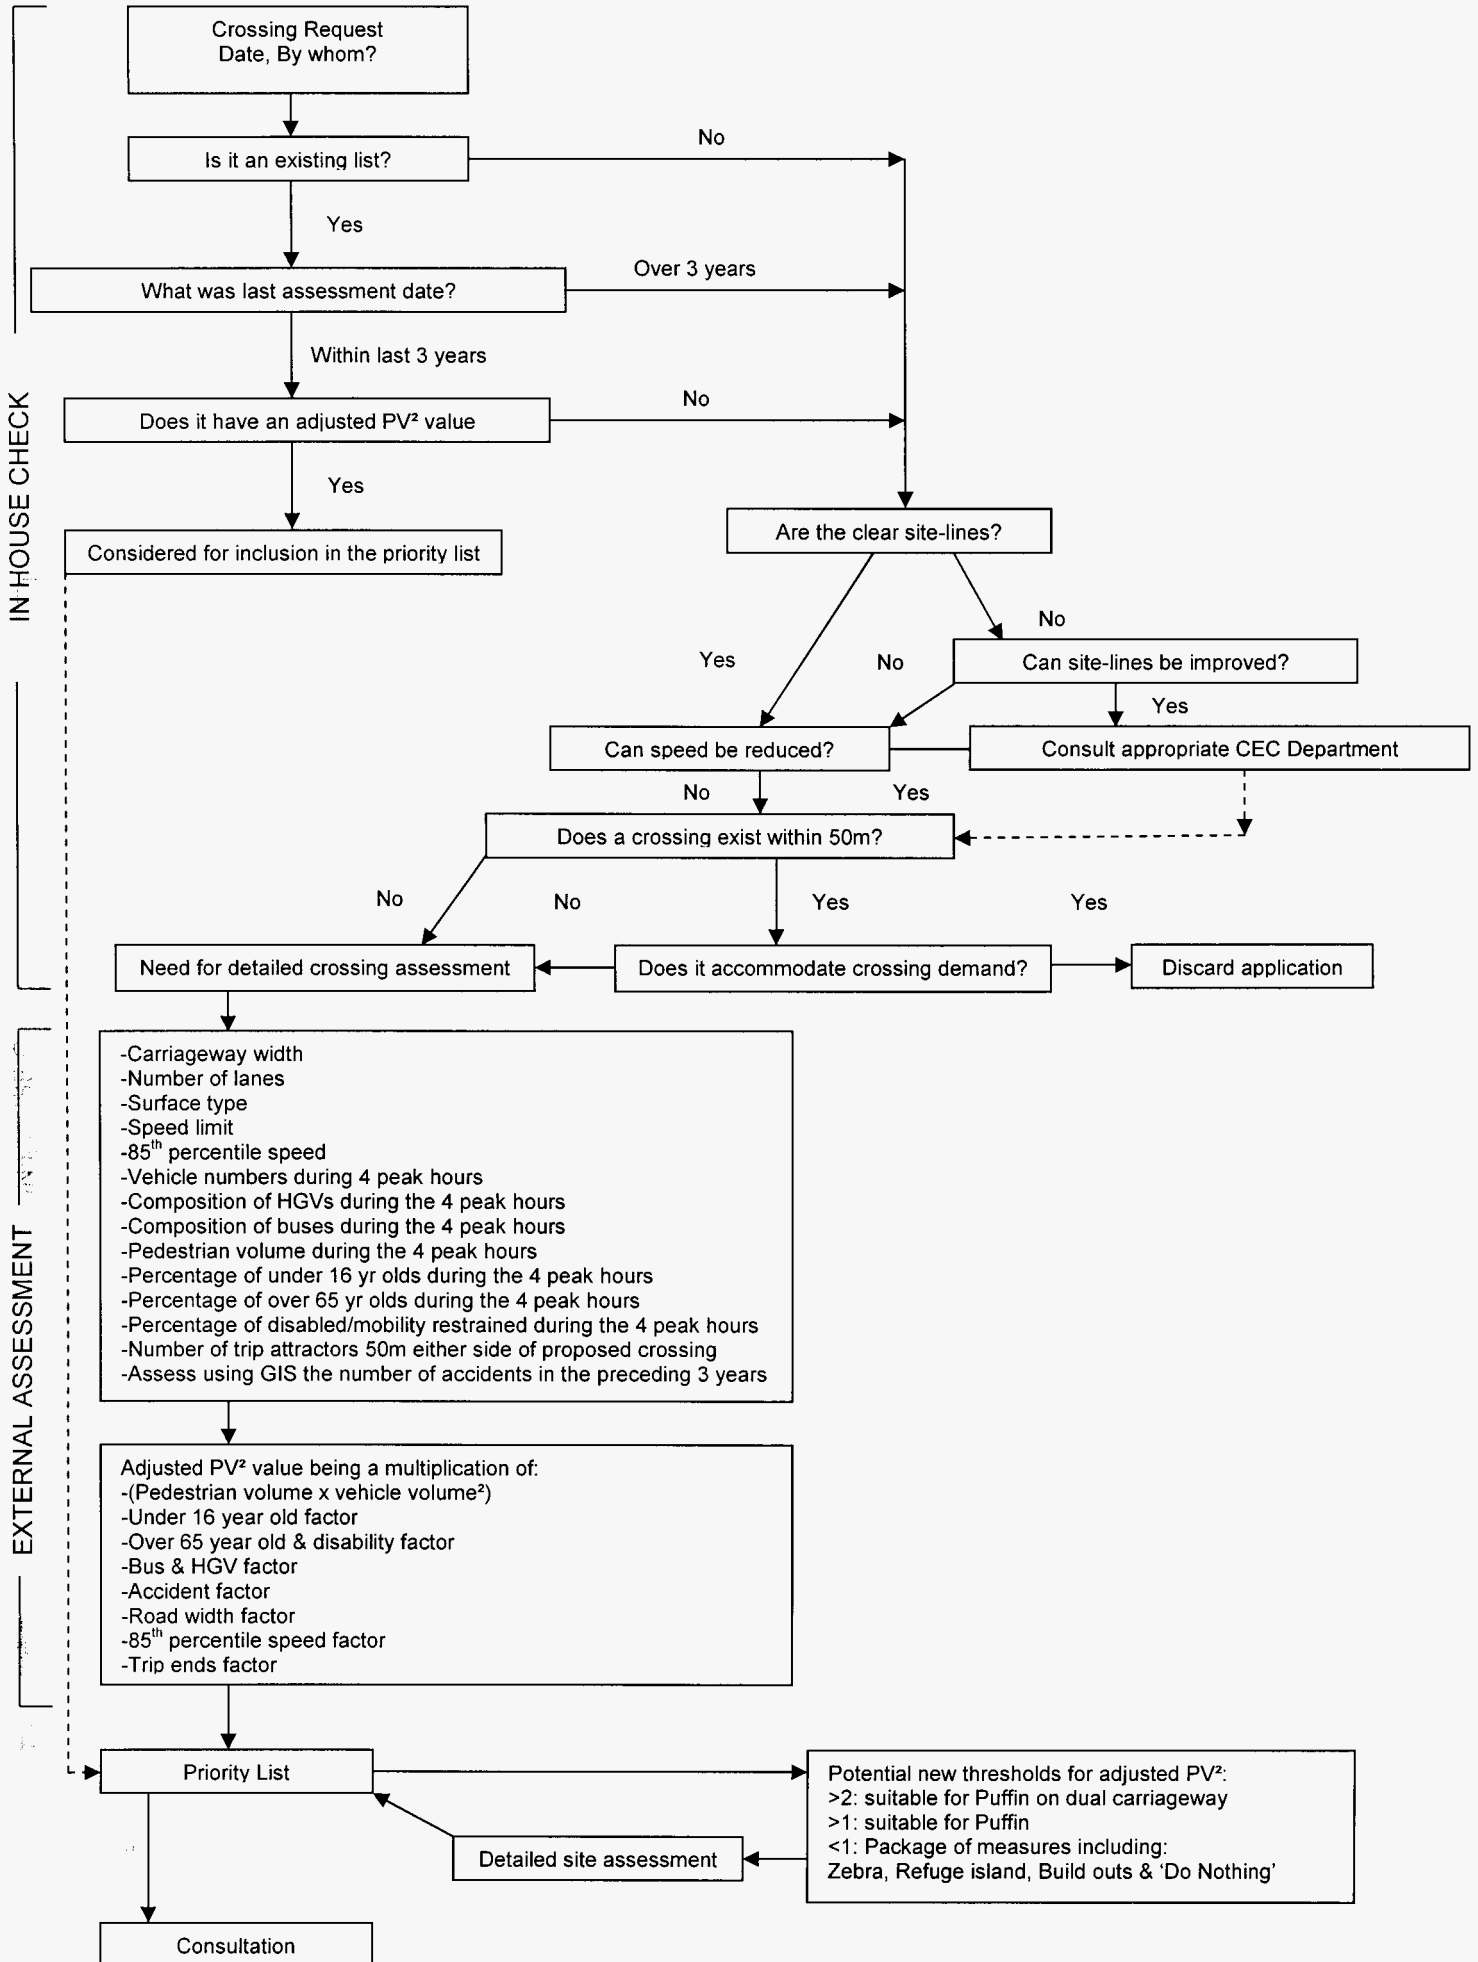 Crossing Request
Date, By whom?
No
Is it an existing list?
Yes
Over 3 years
What was last assessment date?
Within last 3 years
No
Does it have an adjusted PV² value
Yes
Are the clear site-lines?
Considered for inclusion in the priority list
IN HOUSE CHECK
No
Yes
No
Can site-lines be improved?
Yes
Can speed be reduced?
Consult appropriate CEC Department
No
Yes
Does a crossing exist within 50m?
No
No
Yes
Yes
Need for detailed crossing assessment
Does it accommodate crossing demand?
Discard application
-Carriageway width
-Number of lanes
-Surface type
-Speed limit
-85th percentile speed
-Vehicle numbers during 4 peak hours
-Composition of HGVs during the 4 peak hours
-Composition of buses during the 4 peak hours
-Pedestrian volume during the 4 peak hours
-Percentage of under 16 yr olds during the 4 peak hours
-Percentage of over 65 yr olds during the 4 peak hours
-Percentage of disabled/mobility restrained during the 4 peak hours
-Number of trip attractors 50m either side of proposed crossing
-Assess using GIS the number of accidents in the preceding 3 years
EXTERNAL ASSESSMENT
Adjusted PV² value being a multiplication of:
-(Pedestrian volume x vehicle volume²)
-Under 16 year old factor
-Over 65 year old & disability factor
-Bus & HGV factor
-Accident factor
-Road width factor
-85th percentile speed factor
-Trip ends factor
Priority List
Potential new thresholds for adjusted PV²:
>2: suitable for Puffin on dual carriageway
>1: suitable for Puffin
<1: Package of measures including:
Zebra, Refuge island, Build outs & ‘Do Nothing’
Detailed site assessment
Consultation